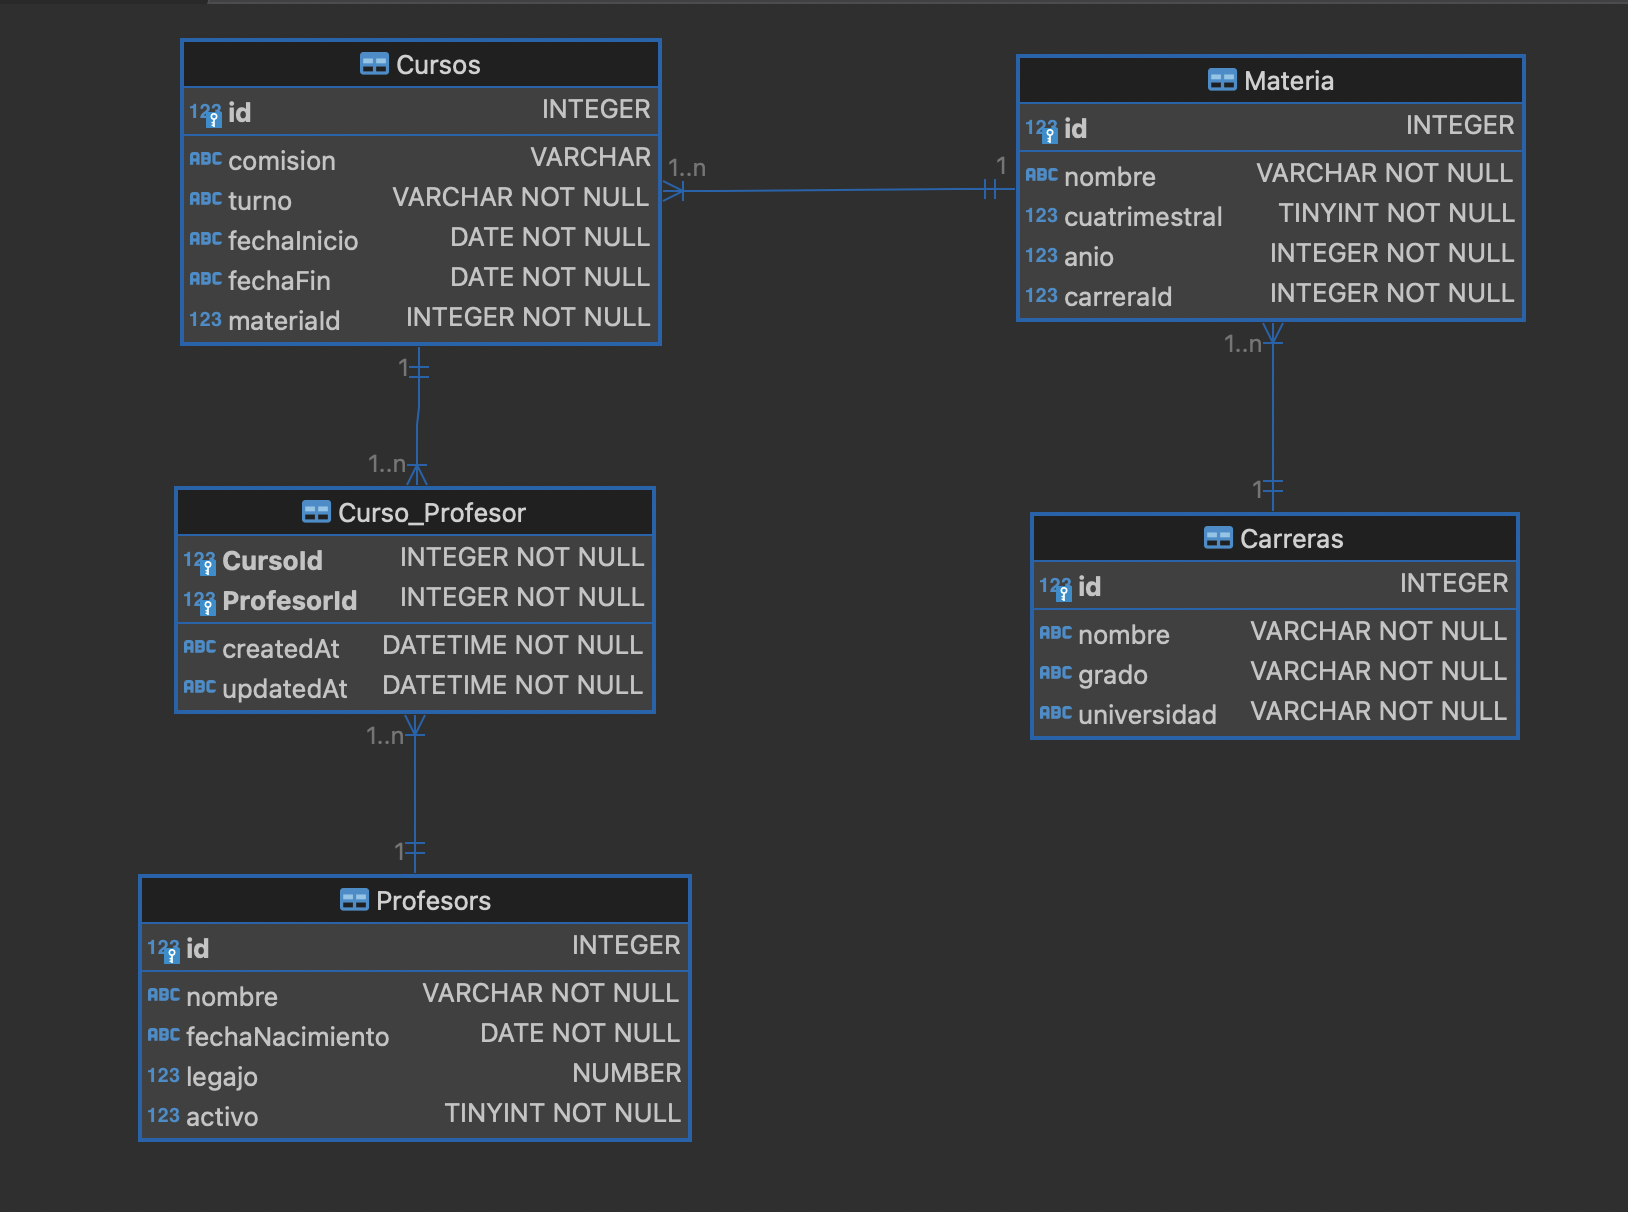 Cursos
123 id INTEGER
ABC comision VARCHAR
ABC turno VARCHAR NOT NULL
ABC fechaInicio DATE NOT NULL
ABC fechaFin DATE NOT NULL
123 materiaId INTEGER NOT NULL
1..n
1
Materia
123 id INTEGER
ABC nombre VARCHAR NOT NULL
123 cuatrimestral TINYINT NOT NULL
123 anio INTEGER NOT NULL
123 carreraId INTEGER NOT NULL
1..n
1
1
1..n
Curso_Profesor
123 CursoId INTEGER NOT NULL
123 ProfesorId INTEGER NOT NULL
ABC createdAt DATETIME NOT NULL
ABC updatedAt DATETIME NOT NULL
Carreras
123 id INTEGER
ABC nombre VARCHAR NOT NULL
ABC grado VARCHAR NOT NULL
ABC universidad VARCHAR NOT NULL
1..n
1
Profesors
123 id INTEGER
ABC nombre VARCHAR NOT NULL
ABC fechaNacimiento DATE NOT NULL
123 legajo NUMBER
123 activo TINYINT NOT NULL